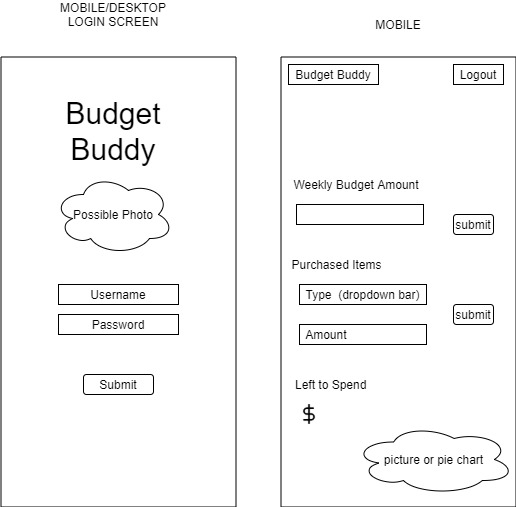 MOBILE/DESKTOP
LOGIN SCREEN
Budget
Buddy
Possible Photo
Username
Password
Submit
MOBILE
Budget Buddy
Logout
Weekly Budget Amount
submit
Purchased Items
Type (dropdown bar)
submit
Amount
Left to Spend
$
picture or pie chart